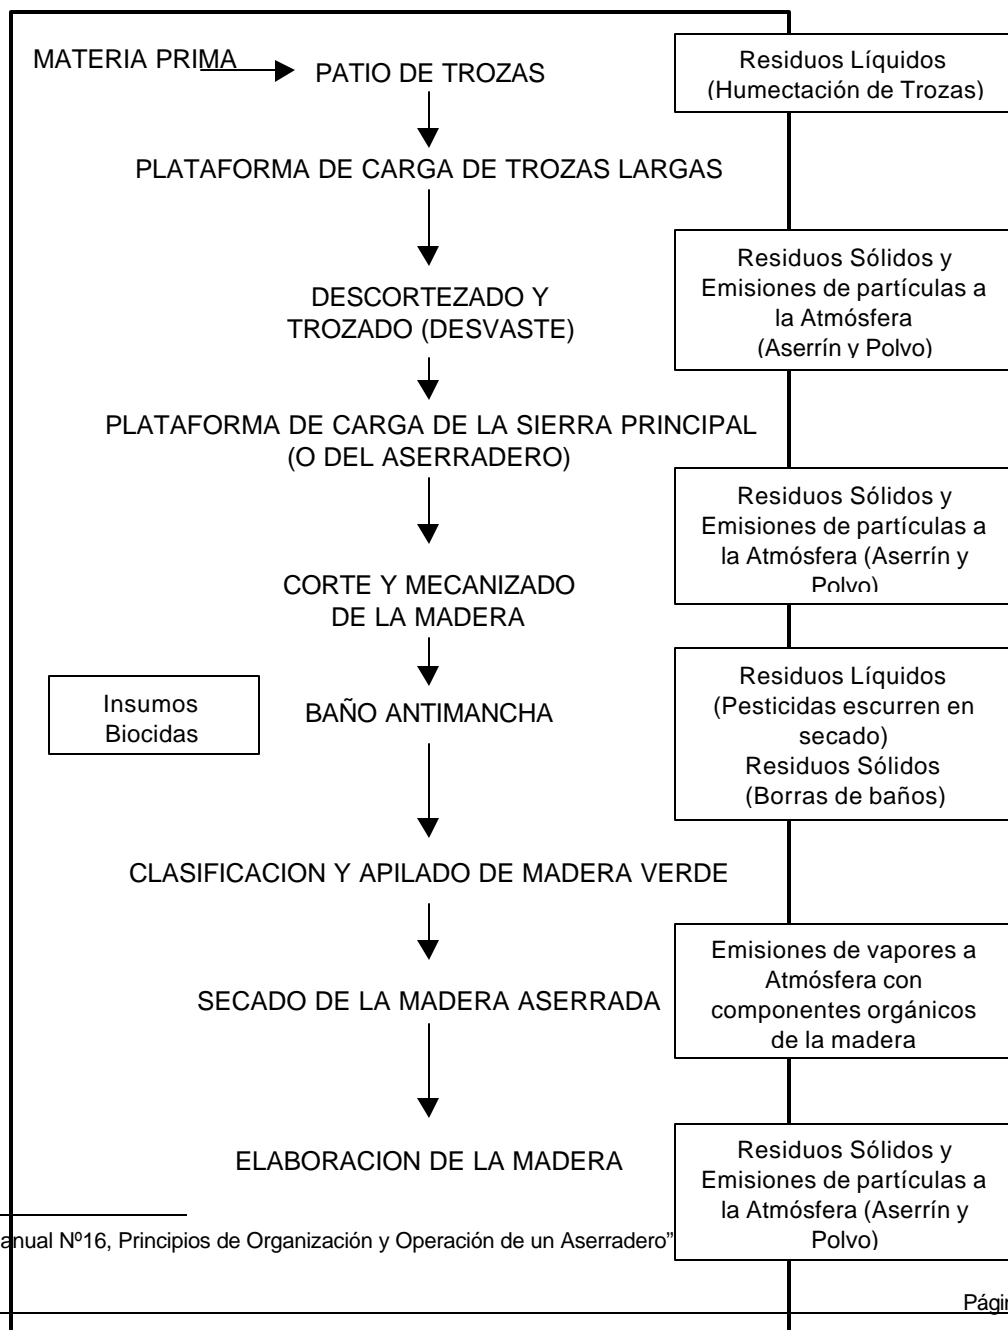 MATERIA PRIMA
PATIO DE TROZAS
Residuos Líquidos
(Humectación de Trozas)
PLATAFORMA DE CARGA DE TROZAS LARGAS
DESCORTEZADO Y
TROZADO (DESVASTE)
Residuos Sólidos y
Emisiones de partículas a
la Atmósfera
(Aserrín y Polvo)
PLATAFORMA DE CARGA DE LA SIERRA PRINCIPAL
(O DEL ASERRADERO)
CORTE Y MECANIZADO
DE LA MADERA
Residuos Sólidos y
Emisiones de partículas a
la Atmósfera (Aserrín y
Polvo)
Insumos
Biocidas
BAÑO ANTIMANCHA
Residuos Líquidos
(Pesticidas escurren en
secado)
Residuos Sólidos
(Borras de baños)
CLASIFICACION Y APILADO DE MADERA VERDE
SECADO DE LA MADERA ASERRADA
Emisiones de vapores a
Atmósfera con
componentes orgánicos
de la madera
ELABORACION DE LA MADERA
Residuos Sólidos y
Emisiones de partículas a
la Atmósfera (Aserrín y
Polvo)
anual Nº16, Principios de Organización y Operación de un Aserradero”
Págin